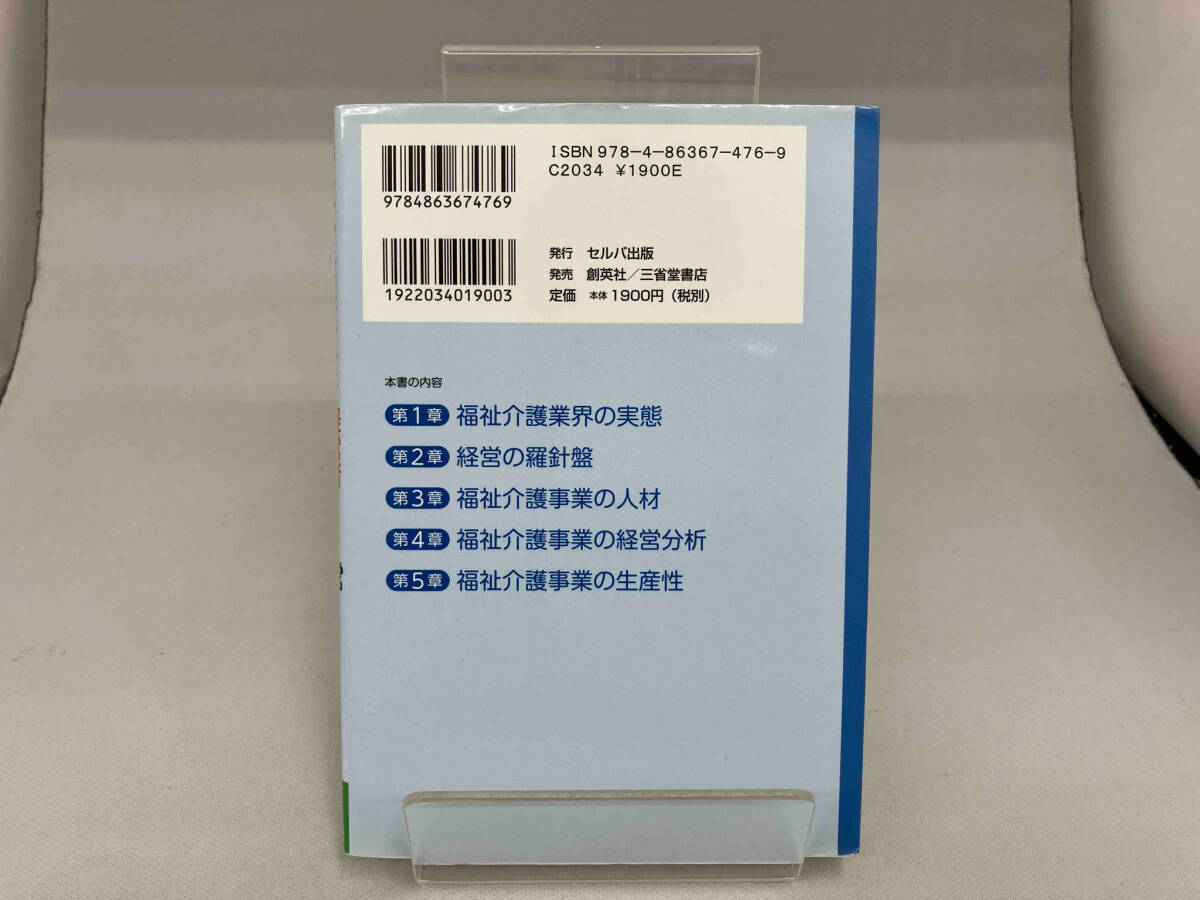 ISBN978-4-86367-476-9
C2034 ¥1900E
9784863674769
1922034019003
発行 セルバ出版
発売 創英社/三省堂書店
定価 本体1900円(税別)
本書の内容
第1章 福祉介護業界の実態
第2章 経営の羅針盤
第3章 福祉介護事業の人材
第4章 福祉介護事業の経営分析
第5章 福祉介護事業の生産性